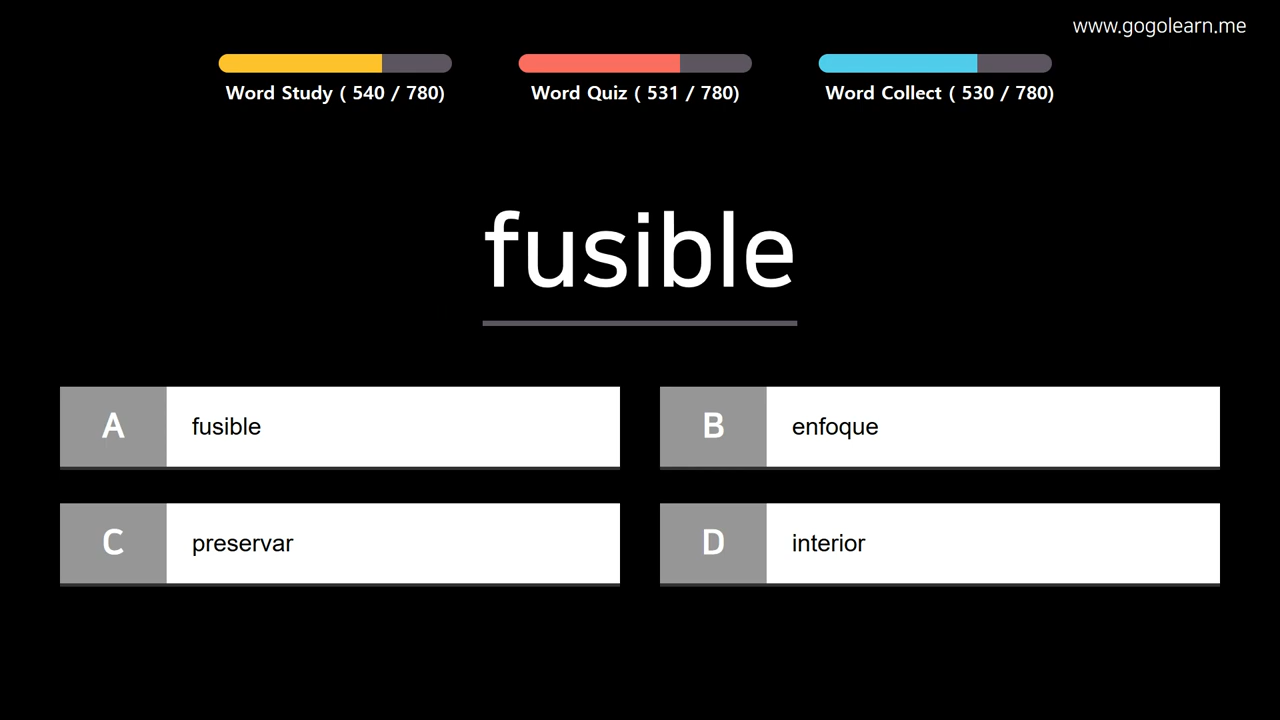 www.gogolearn.me
Word Study ( 540 / 780)
Word Quiz ( 531 / 780)
Word Collect ( 530 / 780)
fusible
A fusible
B enfoque
C preservar
D interior